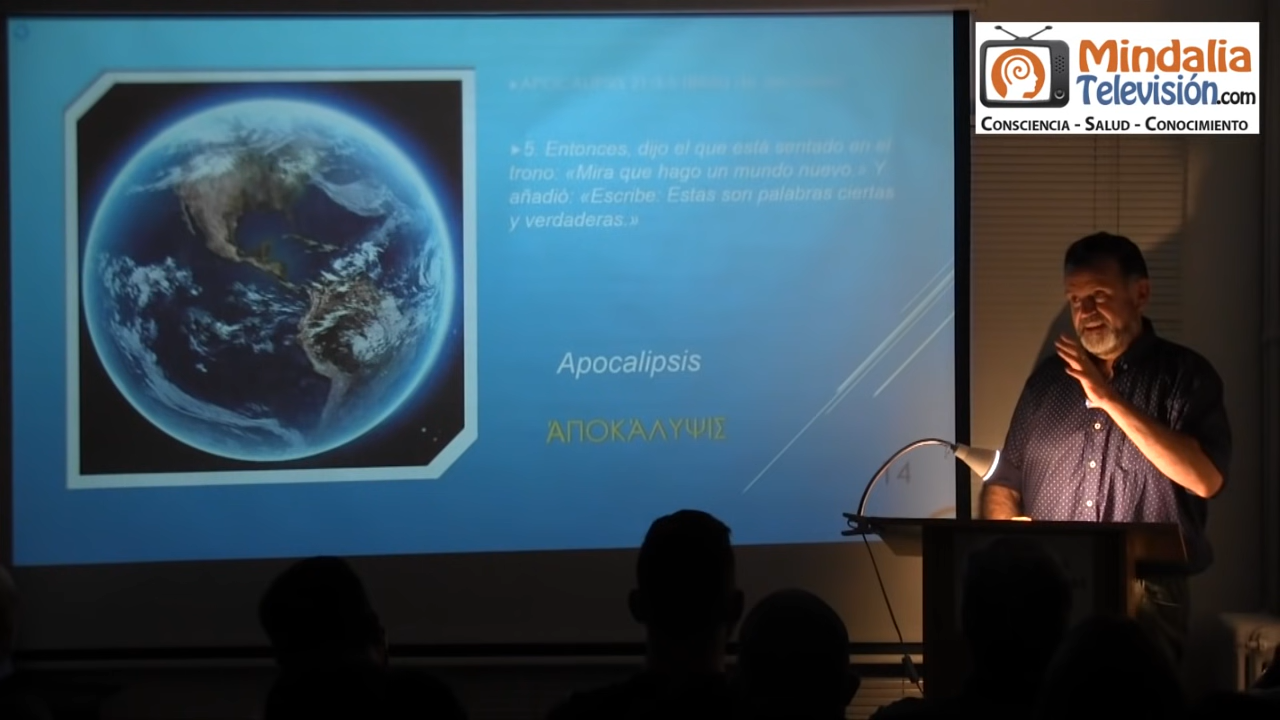 Mindalia
Televisión.com
CONSCIENCIA - SALUD - CONOCIMIENTO
▸5. Entonces, dijo el que está sentado en el
trono: «Mira que hago un mundo nuevo.» Y
añadió: «Escribe: Estas son palabras ciertas
y verdaderas.»
Apocalipsis
ἈΠΟΚΆΛΥΨΙΣ
14